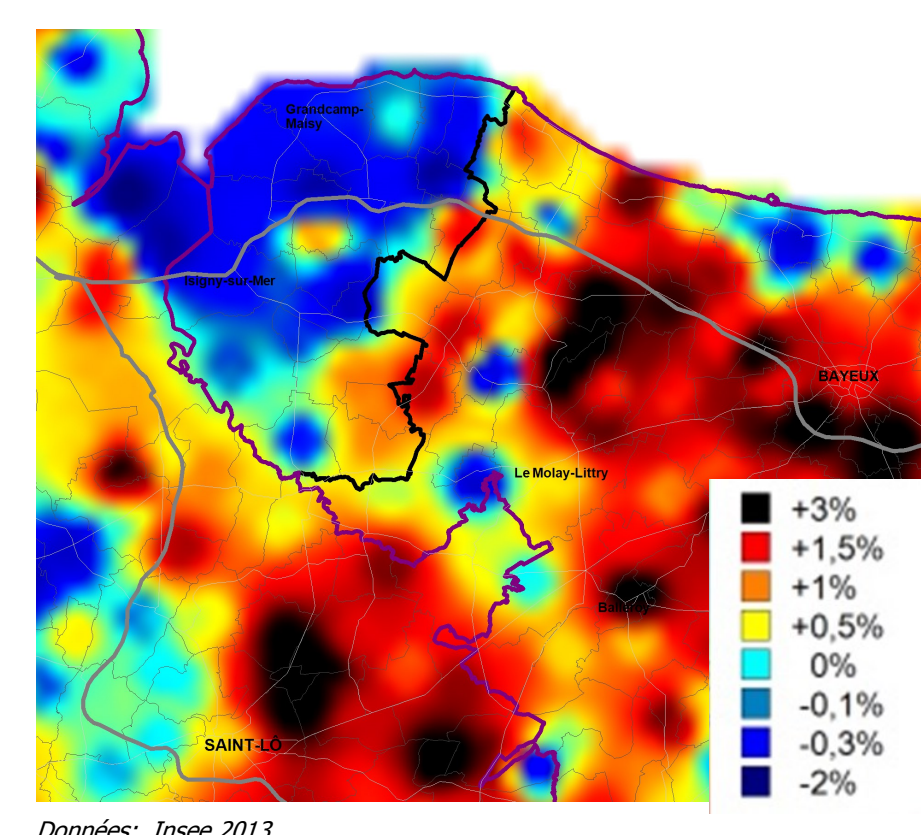 Grandcamp-
Maisy
Isigny-sur-Mer
BAYEUX
Le Molay-Littry
SAINT-LÔ
+3%
+1,5%
+1%
+0,5%
0%
-0,1%
-0,3%
-2%
Données: Insee 2013